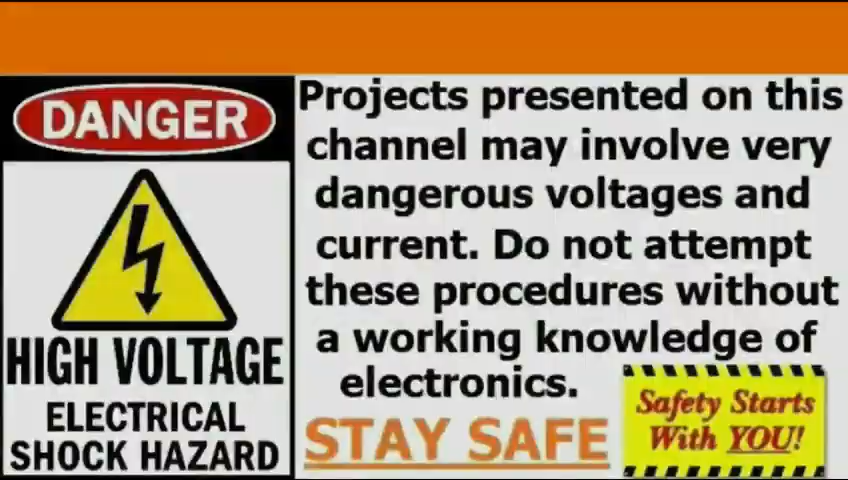 DANGER
HIGH VOLTAGE
ELECTRICAL
SHOCK HAZARD
Projects presented on this
channel may involve very
dangerous voltages and
current. Do not attempt
these procedures without
a working knowledge of
electronics.
STAY SAFE
Safety Starts
With YOU!